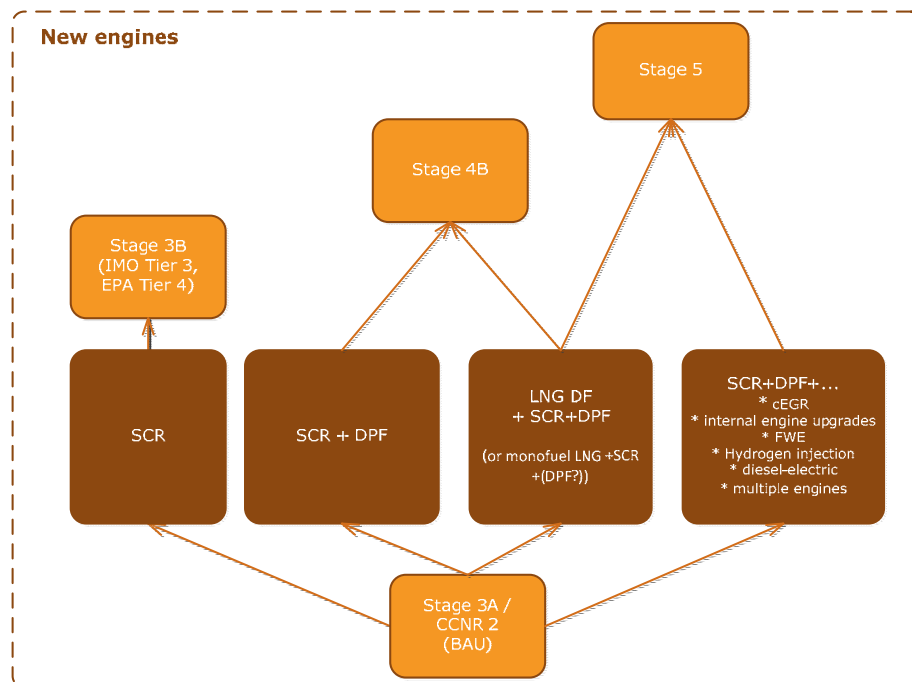 New engines
Stage 5
Stage 4B
Stage 3B
(IMO Tier 3,
EPA Tier 4)
SCR
SCR + DPF
LNG DF
+ SCR+DPF
(or monofuel LNG +SCR
+(DPF?))
SCR+DPF+...
* cEGR
* internal engine upgrades
* FWE
* Hydrogen injection
* diesel-electric
* multiple engines
Stage 3A /
CCNR 2
(BAU)